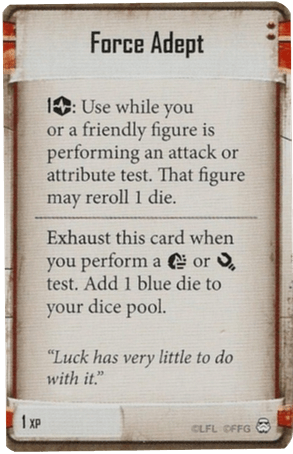 Force Adept
1: Use while you
or a friendly figure is
performing an attack or
attribute test. That figure
may reroll 1 die.
Exhaust this card when
you perform a or
test. Add 1 blue die to
your dice pool.
“Luck has very little to do
with it.”
1 XP
©LFL ©FFG